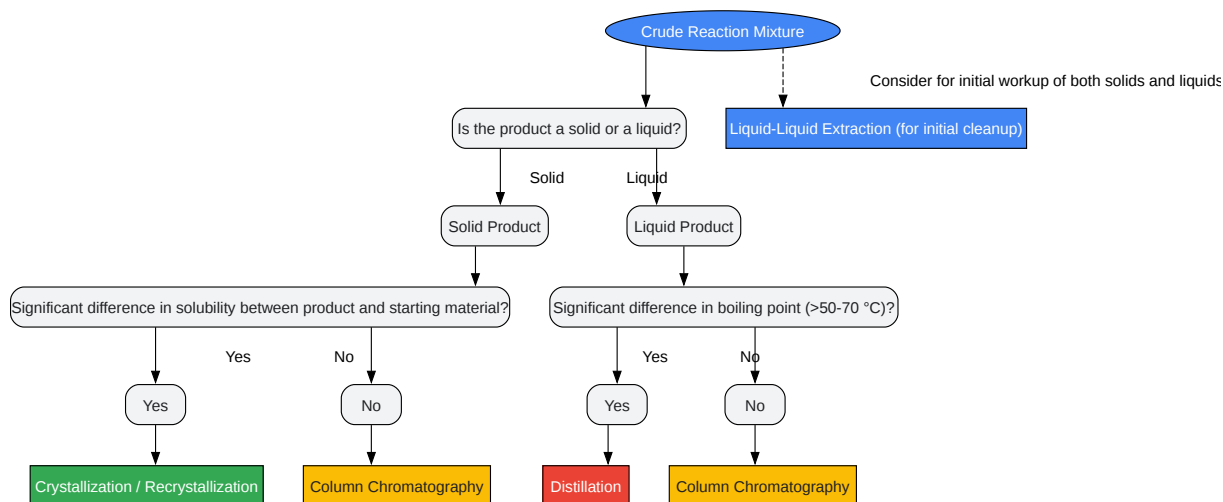 Crude Reaction Mixture
Consider for initial workup of both solids and liquids
Is the product a solid or a liquid?
Liquid-Liquid Extraction (for initial cleanup)
Solid
Liquid
Solid Product
Liquid Product
Significant difference in solubility between product and starting material?
Significant difference in boiling point (>50-70 °C)?
Yes
No
Yes
No
Yes
No
Yes
No
Crystallization / Recrystallization
Column Chromatography
Distillation
Column Chromatography